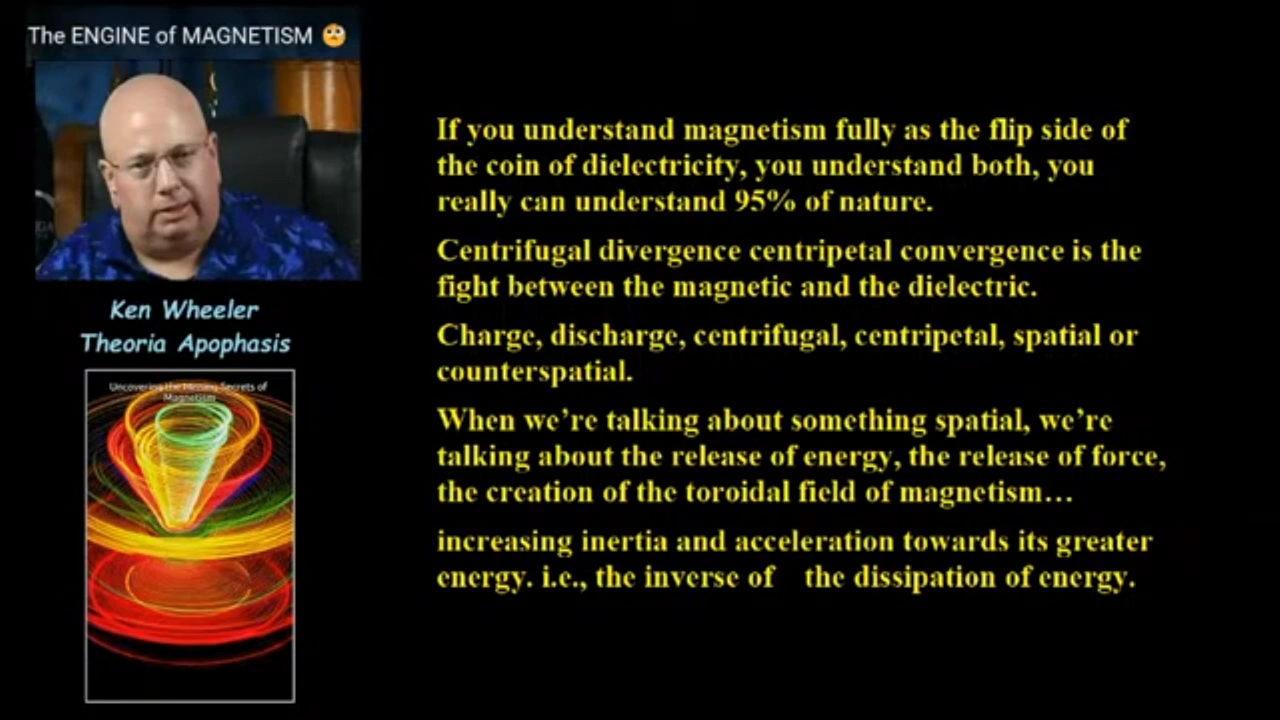 The ENGINE of MAGNETISM 🧐
Ken Wheeler
Theoria Apophasis
Uncovering the Missing Secrets of
Magnetism
If you understand magnetism fully as the flip side of
the coin of dielectricity, you understand both, you
really can understand 95% of nature.
Centrifugal divergence centripetal convergence is the
fight between the magnetic and the dielectric.
Charge, discharge, centrifugal, centripetal, spatial or
counterspatial.
When we’re talking about something spatial, we’re
talking about the release of energy, the release of force,
the creation of the toroidal field of magnetism…
increasing inertia and acceleration towards its greater
energy. i.e., the inverse of the dissipation of energy.